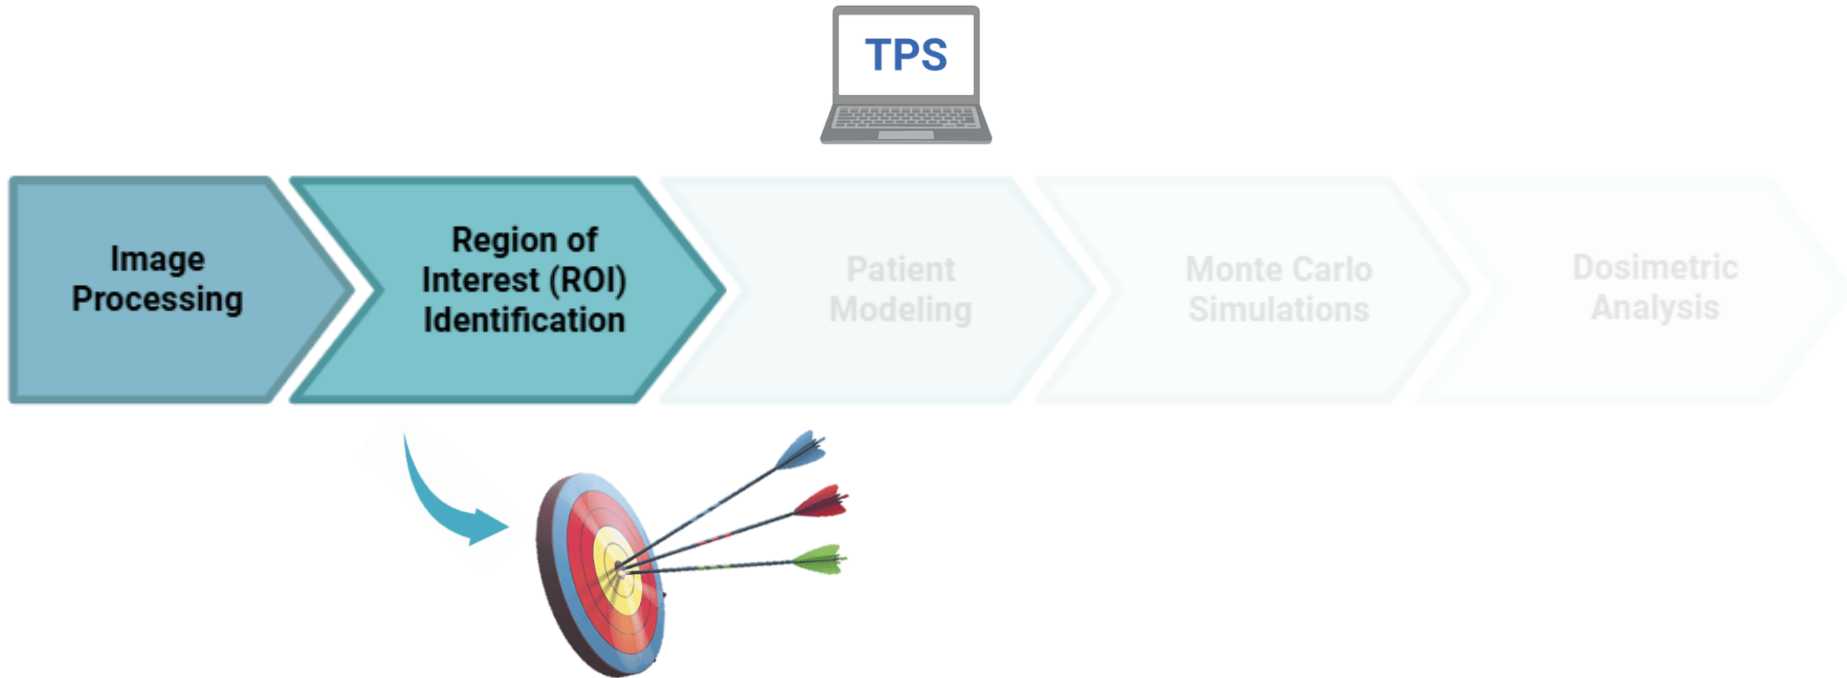 TPS
Image
Processing
Region of
Interest (ROI)
Identification
Patient
Modeling
Monte Carlo
Simulations
Dosimetric
Analysis